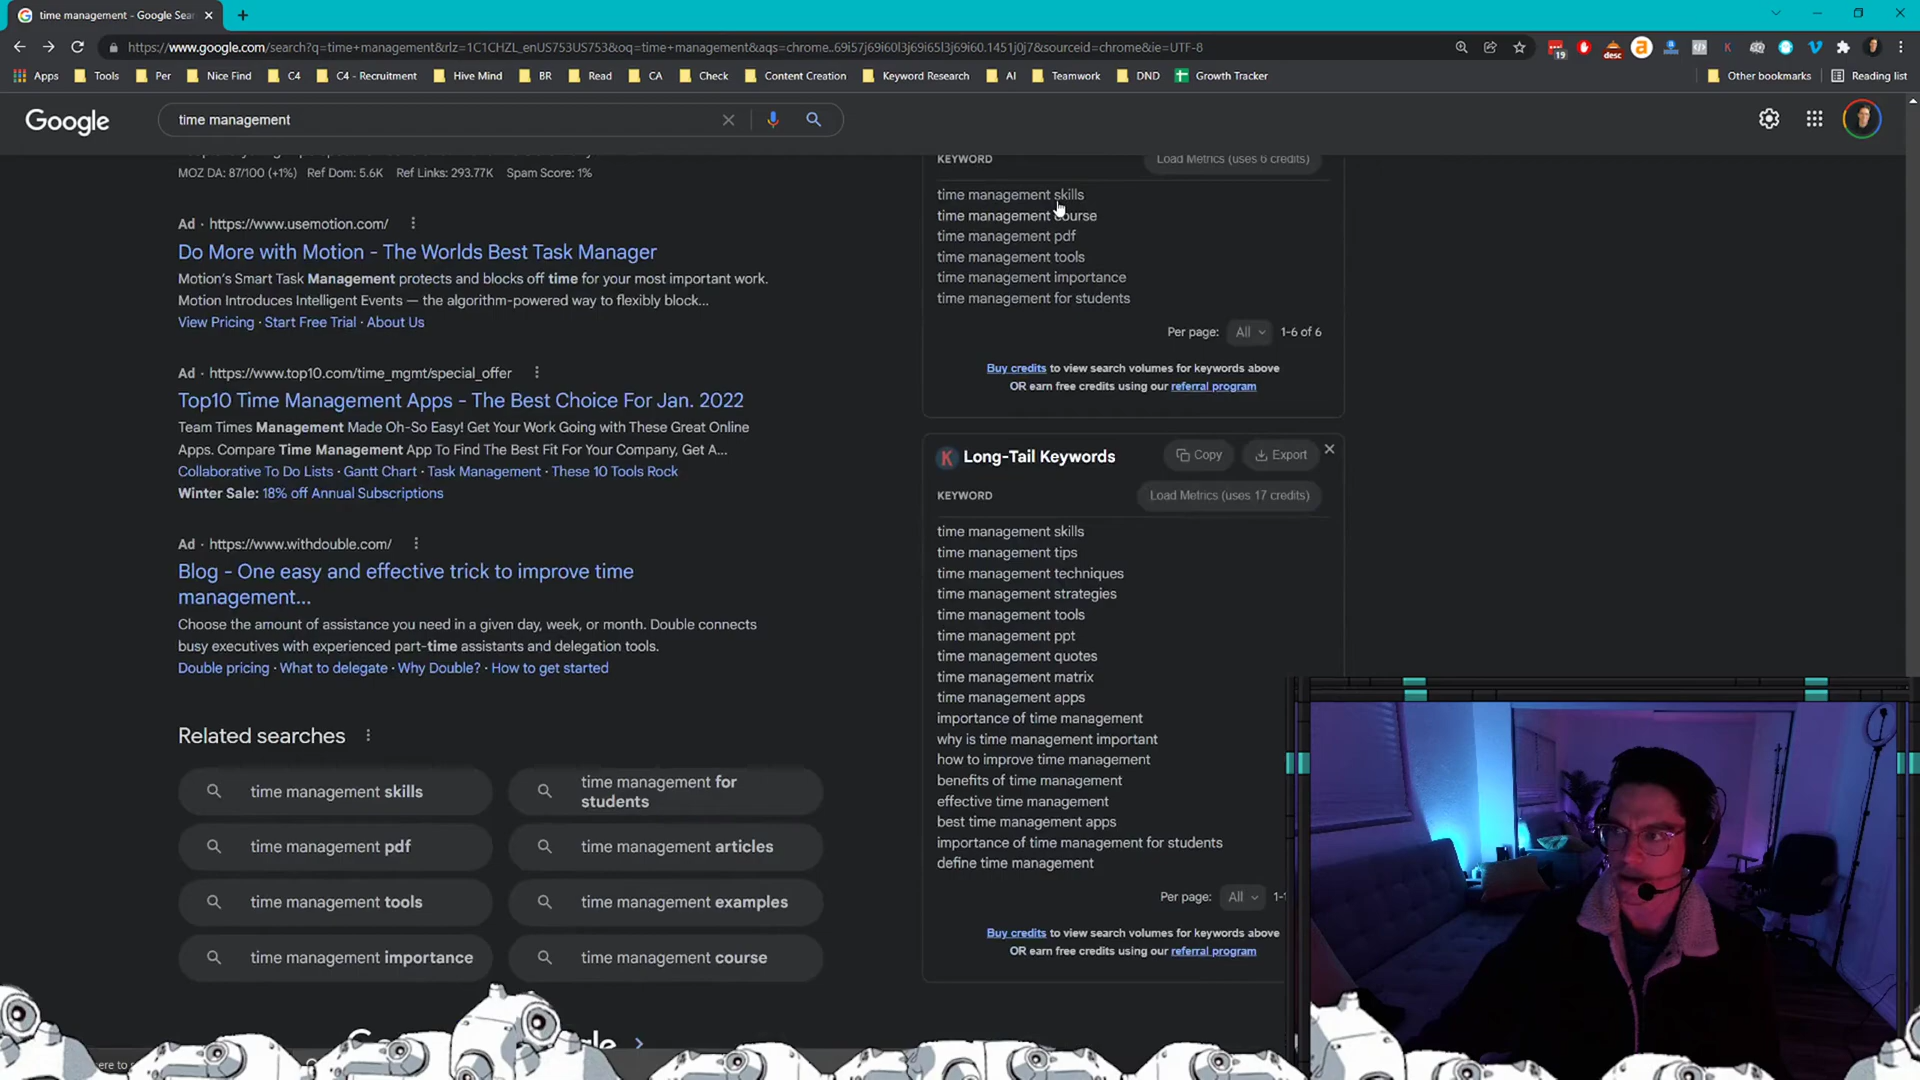 time management - Google Sea
https://www.google.com/search?q=time+management&rlz=1C1CHZL_enUS753US753&oq=time+management&aqs=chrome..69i57j69i60l3j69i65l3j69i60.1451j0j7&sourceid=chrome&ie=UTF-8
19
desc
Apps
Tools
Per
Nice Find
C4
C4 - Recruitment
Hive Mind
BR
Read
CA
Check
Content Creation
Keyword Research
AI
Teamwork
DND
Growth Tracker
Other bookmarks
Reading list
Google
time management
MOZ DA: 87/100 (+1%) Ref Dom: 5.6K Ref Links: 293.77K Spam Score: 1%
Ad · https://www.usemotion.com/
Do More with Motion - The Worlds Best Task Manager
Motion's Smart Task Management protects and blocks off time for your most important work.
Motion Introduces Intelligent Events — the algorithm-powered way to flexibly block...
View Pricing · Start Free Trial · About Us
Ad · https://www.top10.com/time_mgmt/special_offer
Top10 Time Management Apps - The Best Choice For Jan. 2022
Team Times Management Made Oh-So Easy! Get Your Work Going with These Great Online
Apps. Compare Time Management App To Find The Best Fit For Your Company, Get A...
Collaborative To Do Lists · Gantt Chart · Task Management · These 10 Tools Rock
Winter Sale: 18% off Annual Subscriptions
Ad · https://www.withdouble.com/
Blog - One easy and effective trick to improve time
management...
Choose the amount of assistance you need in a given day, week, or month. Double connects
busy executives with experienced part-time assistants and delegation tools.
Double pricing · What to delegate · Why Double? · How to get started
Related searches
time management skills
time management for
students
time management pdf
time management articles
time management tools
time management examples
time management importance
time management course
KEYWORD
Load Metrics (uses 6 credits)
time management skills
time management course
time management pdf
time management tools
time management importance
time management for students
Per page: All 1-6 of 6
Buy credits to view search volumes for keywords above
OR earn free credits using our referral program
K Long-Tail Keywords
Copy
Export
KEYWORD
Load Metrics (uses 17 credits)
time management skills
time management tips
time management techniques
time management strategies
time management tools
time management ppt
time management quotes
time management matrix
time management apps
importance of time management
why is time management important
how to improve time management
benefits of time management
effective time management
best time management apps
importance of time management for students
define time management
Per page: All 1-
Buy credits to view search volumes for keywords above
OR earn free credits using our referral program